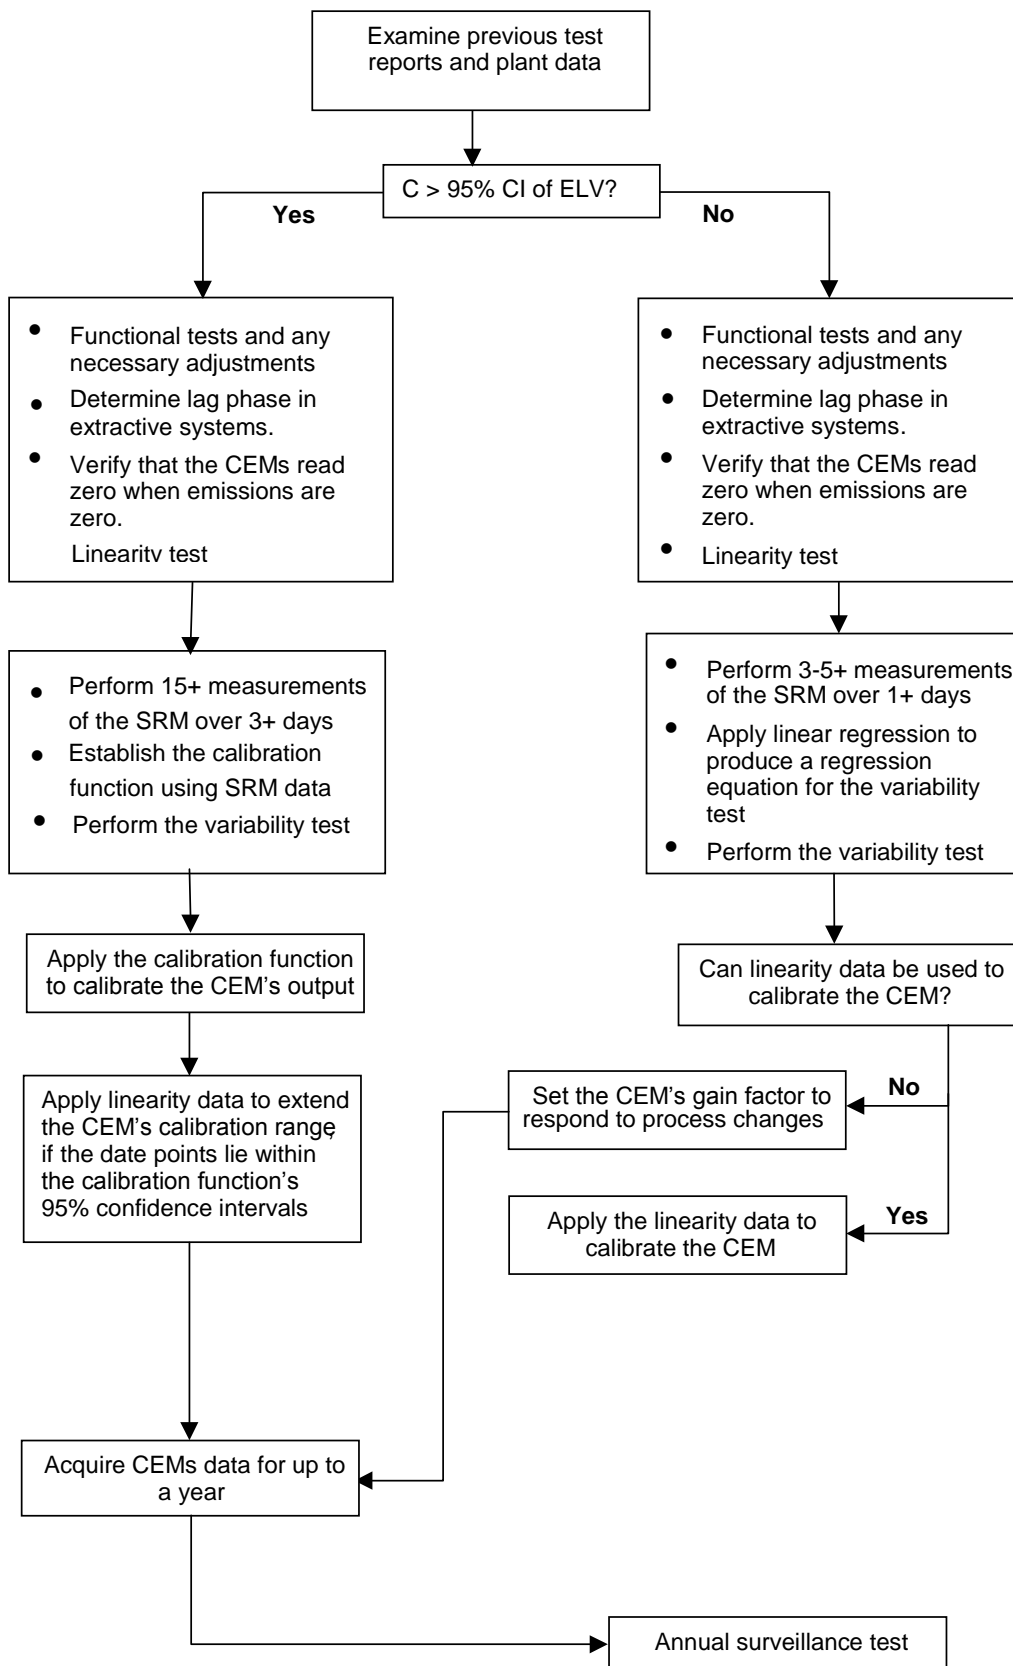 Examine previous test
reports and plant data
C > 95% CI of ELV?
Yes
No
• Functional tests and any
necessary adjustments
• Determine lag phase in
extractive systems.
• Verify that the CEMs read
zero when emissions are
zero.
Linearity test
• Functional tests and any
necessary adjustments
• Determine lag phase in
extractive systems.
• Verify that the CEMs read
zero when emissions are
zero.
• Linearity test
• Perform 15+ measurements
of the SRM over 3+ days
• Establish the calibration
function using SRM data
• Perform the variability test
• Perform 3-5+ measurements
of the SRM over 1+ days
• Apply linear regression to
produce a regression
equation for the variability
test
• Perform the variability test
Apply the calibration function
to calibrate the CEM's output
Can linearity data be used to
calibrate the CEM?
Apply linearity data to extend
the CEM's calibration range,
if the date points lie within
the calibration function's
95% confidence intervals
Set the CEM's gain factor to
respond to process changes
No
Apply the linearity data to
calibrate the CEM
Yes
Acquire CEMs data for up to
a year
Annual surveillance test